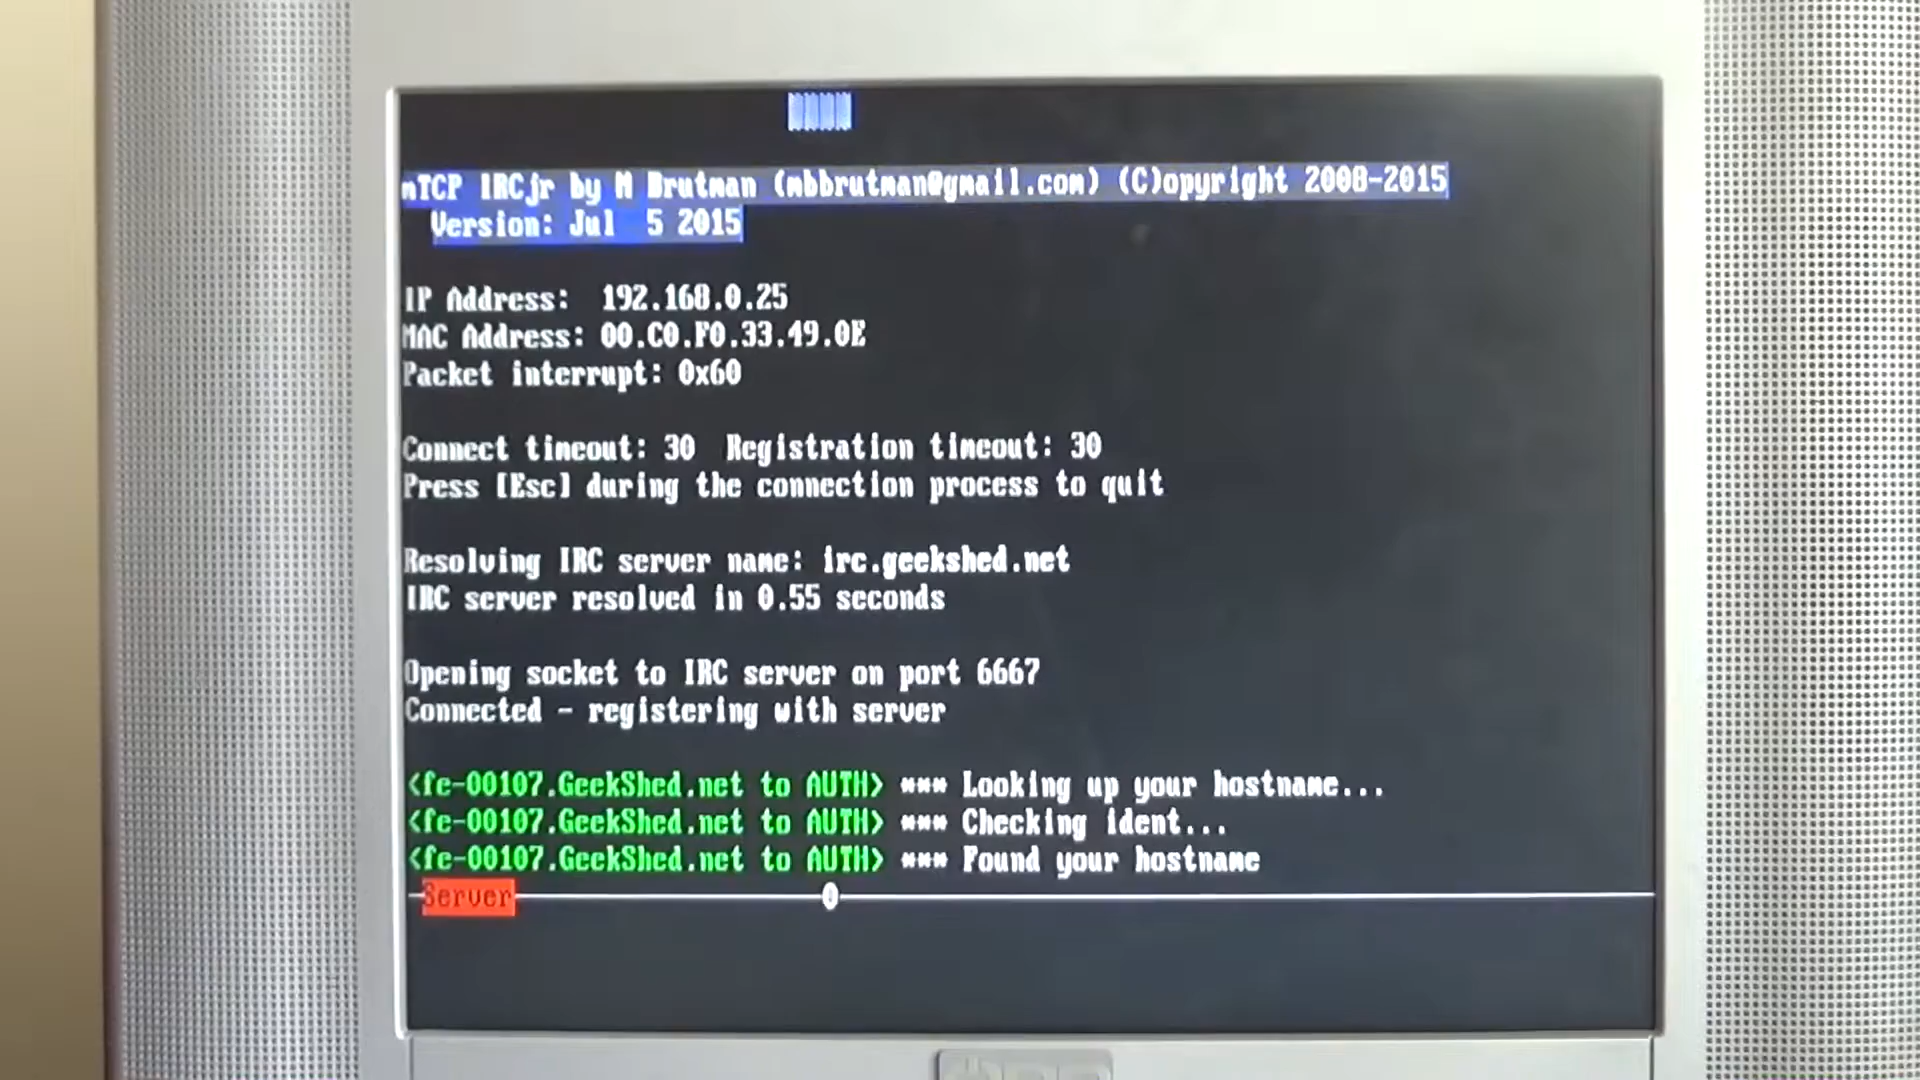 mTCP IRCjr by M Brutman (mbbrutman@gmail.com) (C)opyright 2008-2015
Version: Jul 5 2015
IP Address: 192.168.0.25
MAC Address: 00.C0.F0.33.49.0E
Packet interrupt: 0x60
Connect timeout: 30 Registration timeout: 30
Press [Esc] during the connection process to quit
Resolving IRC server name: irc.geekshed.net
IRC server resolved in 0.55 seconds
Opening socket to IRC server on port 6667
Connected - registering with server
<fe-00107.GeekShed.net to AUTH> *** Looking up your hostname...
<fe-00107.GeekShed.net to AUTH> *** Checking ident...
<fe-00107.GeekShed.net to AUTH> *** Found your hostname
Server 0